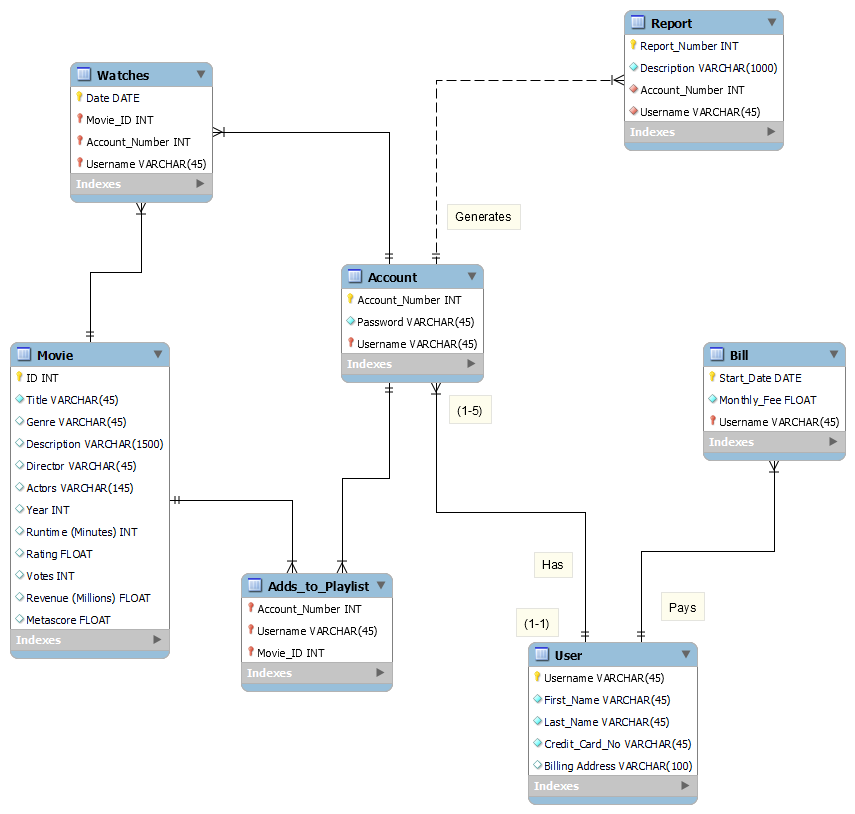 Report
Report_Number INT
Description VARCHAR(1000)
Account_Number INT
Username VARCHAR(45)
Indexes
Watches
Date DATE
Movie_ID INT
Account_Number INT
Username VARCHAR(45)
Indexes
Generates
Account
Account_Number INT
Password VARCHAR(45)
Username VARCHAR(45)
Indexes
(1-5)
Movie
ID INT
Title VARCHAR(45)
Genre VARCHAR(45)
Description VARCHAR(1500)
Director VARCHAR(45)
Actors VARCHAR(145)
Year INT
Runtime (Minutes) INT
Rating FLOAT
Votes INT
Revenue (Millions) FLOAT
Metascore FLOAT
Indexes
Bill
Start_Date DATE
Monthly_Fee FLOAT
Username VARCHAR(45)
Indexes
Adds_to_Playlist
Account_Number INT
Username VARCHAR(45)
Movie_ID INT
Indexes
Has
Pays
(1-1)
User
Username VARCHAR(45)
First_Name VARCHAR(45)
Last_Name VARCHAR(45)
Credit_Card_No VARCHAR(45)
Billing Address VARCHAR(100)
Indexes